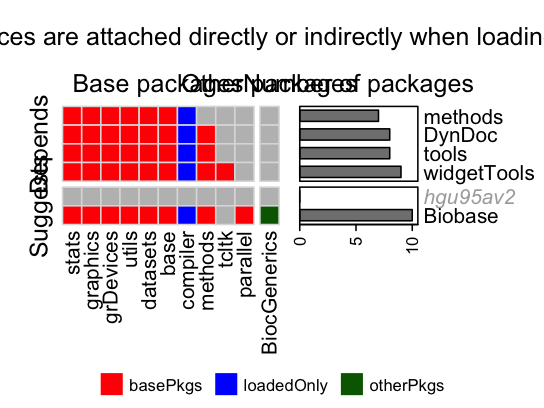 ces are attached directly or indirectly when loadin
Base packages Other packages Number of packages
Depends
Suggests
methods
DynDoc
tools
widgetTools
hgu95av2
Biobase
stats
graphics
grDevices
utils
datasets
base
compiler
methods
tcltk
parallel
BiocGenerics
0 5 10
basePkgs loadedOnly otherPkgs